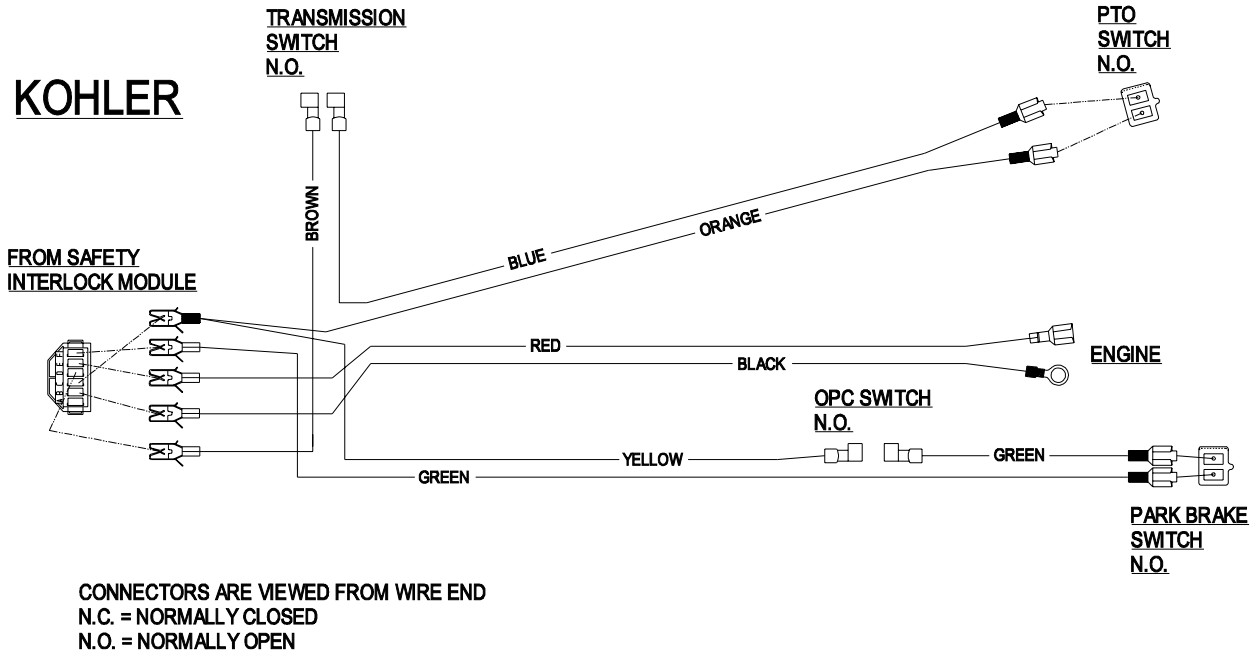 TRANSMISSION
SWITCH
N.O.
PTO
SWITCH
N.O.
KOHLER
BROWN
BLUE
ORANGE
FROM SAFETY
INTERLOCK MODULE
RED
BLACK
ENGINE
A B C D E F
OPC SWITCH
N.O.
YELLOW
GREEN
GREEN
PARK BRAKE
SWITCH
N.O.
CONNECTORS ARE VIEWED FROM WIRE END
N.C. = NORMALLY CLOSED
N.O. = NORMALLY OPEN